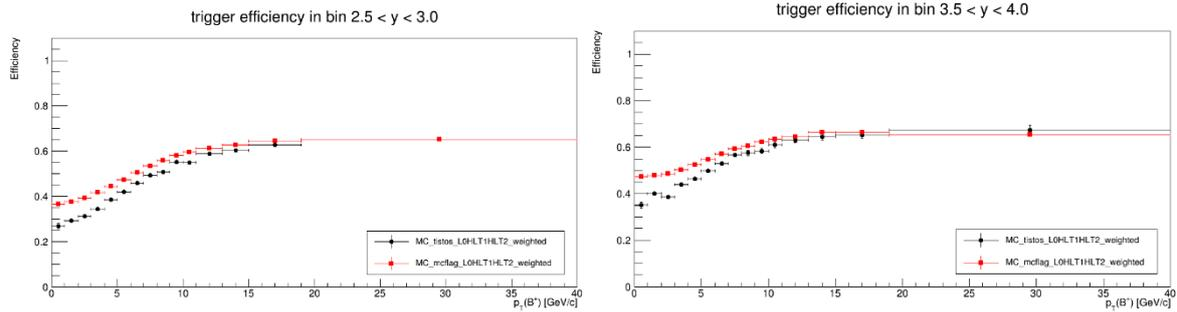 trigger efficiency in bin 2.5 < y < 3.0
Efficiency
1
0.8
0.6
0.4
0.2
0
0 5 10 15 20 25 30 35 40
p_T(B⁺) [GeV/c]
MC_tistos_L0HLT1HLT2_weighted
MC_mcflag_L0HLT1HLT2_weighted
trigger efficiency in bin 3.5 < y < 4.0
Efficiency
1
0.8
0.6
0.4
0.2
0
0 5 10 15 20 25 30 35 40
p_T(B⁺) [GeV/c]
MC_tistos_L0HLT1HLT2_weighted
MC_mcflag_L0HLT1HLT2_weighted